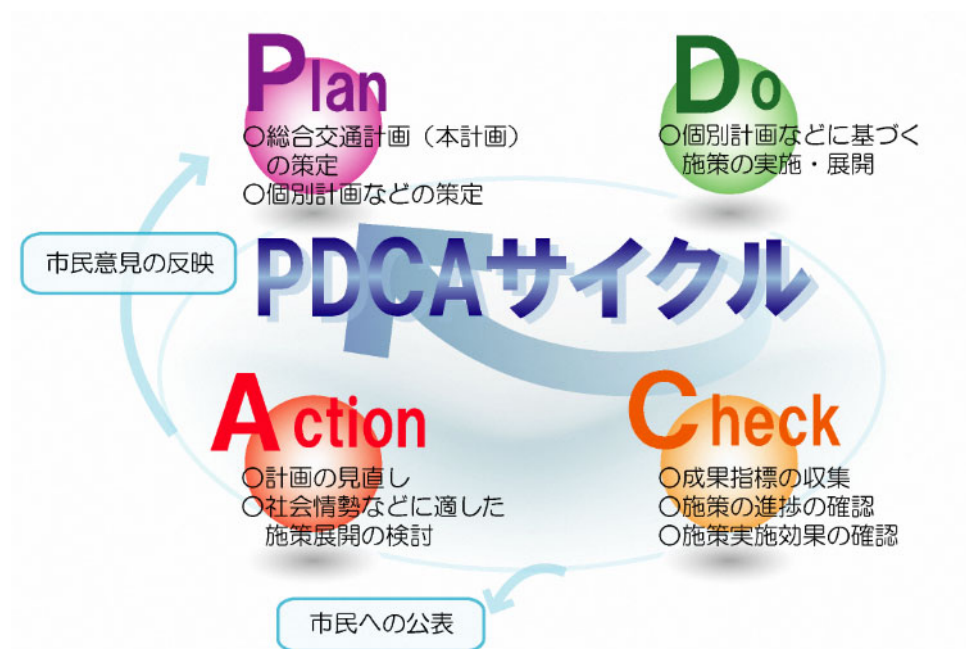 Plan
○総合交通計画（本計画）
の策定
○個別計画などの策定
Do
○個別計画などに基づく
施策の実施・展開
市民意見の反映
PDCAサイクル
Action
○計画の見直し
○社会情勢などに適した
施策展開の検討
Check
○成果指標の収集
○施策の進捗の確認
○施策実施効果の確認
市民への公表